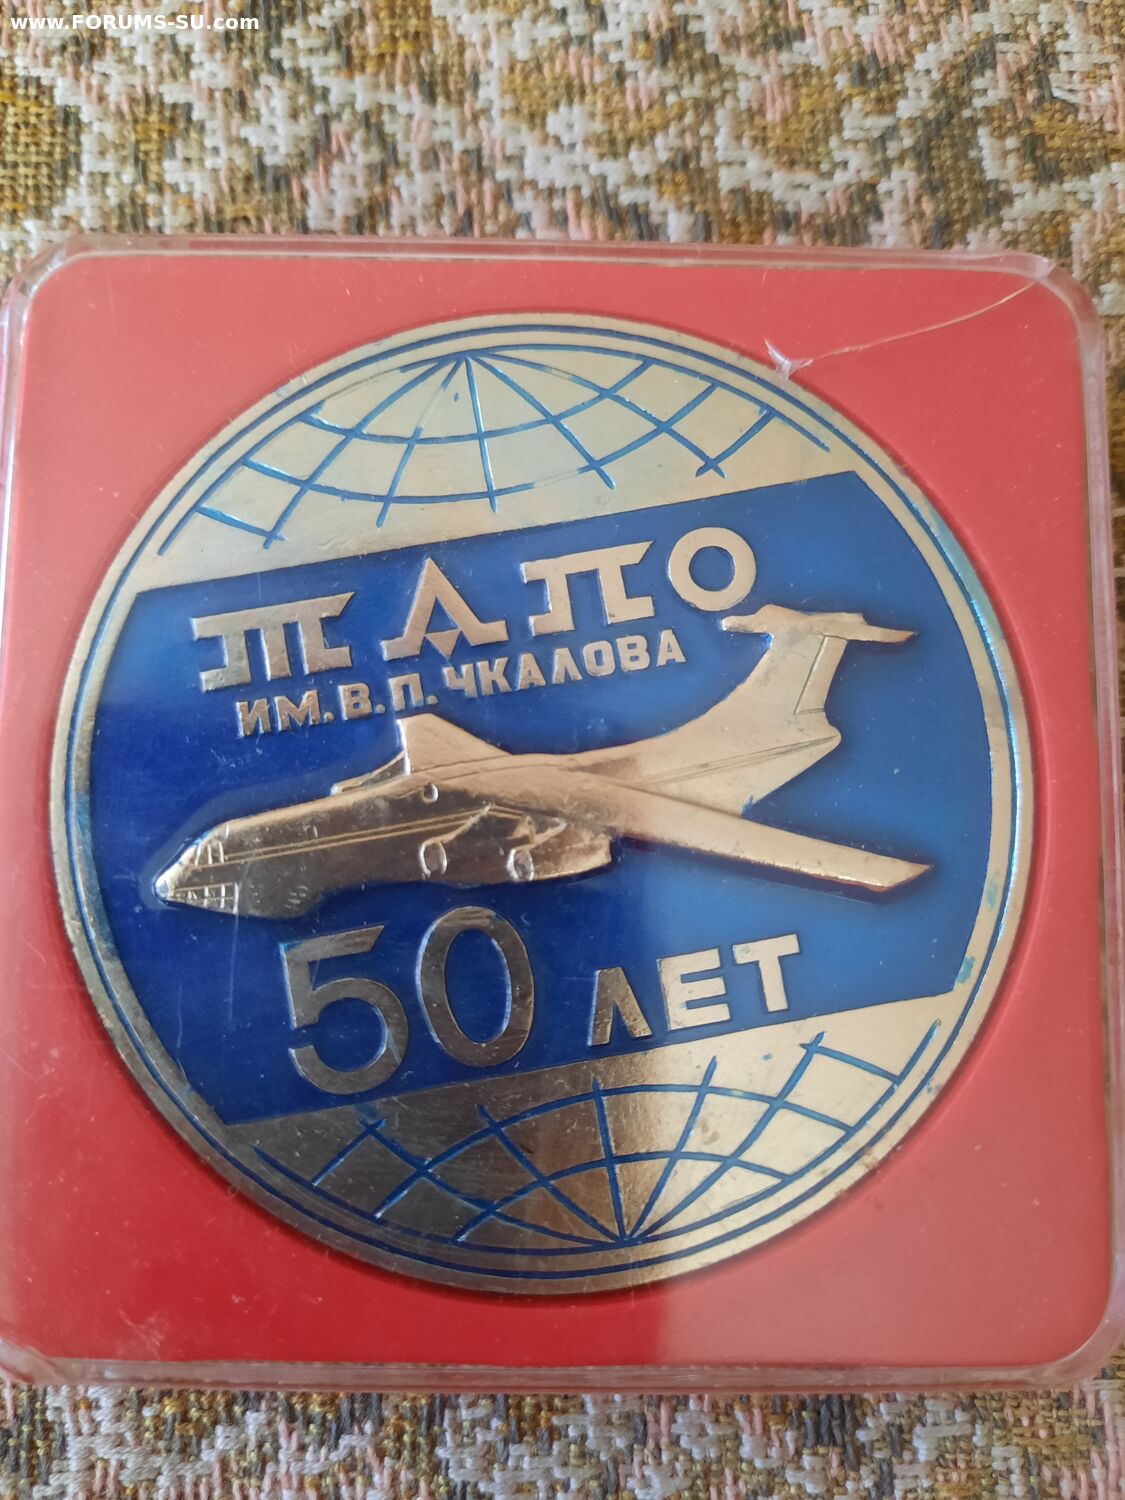 www.FORUMS-SU.com
ТАПО
ИМ. В. П. ЧКАЛОВА
50 ЛЕТ